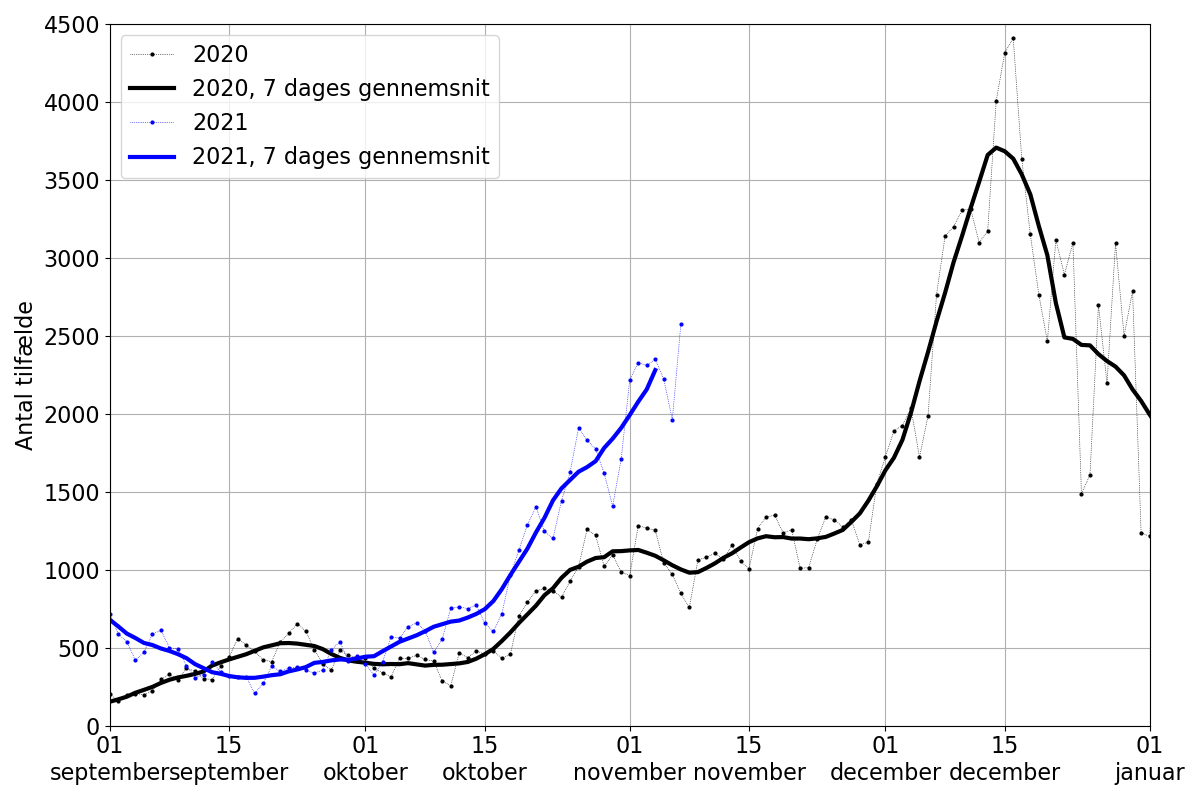 4500
4000
3500
3000
2500
2000
1500
1000
500
0
Antal tilfælde
2020
2020, 7 dages gennemsnit
2021
2021, 7 dages gennemsnit
01 15 01 15 01 15 01 15 01
september september oktober oktober november november december december januar